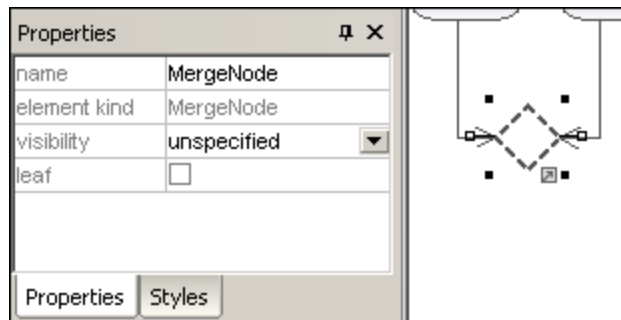 Properties
name MergeNode
element kind MergeNode
visibility unspecified
leaf
Properties Styles